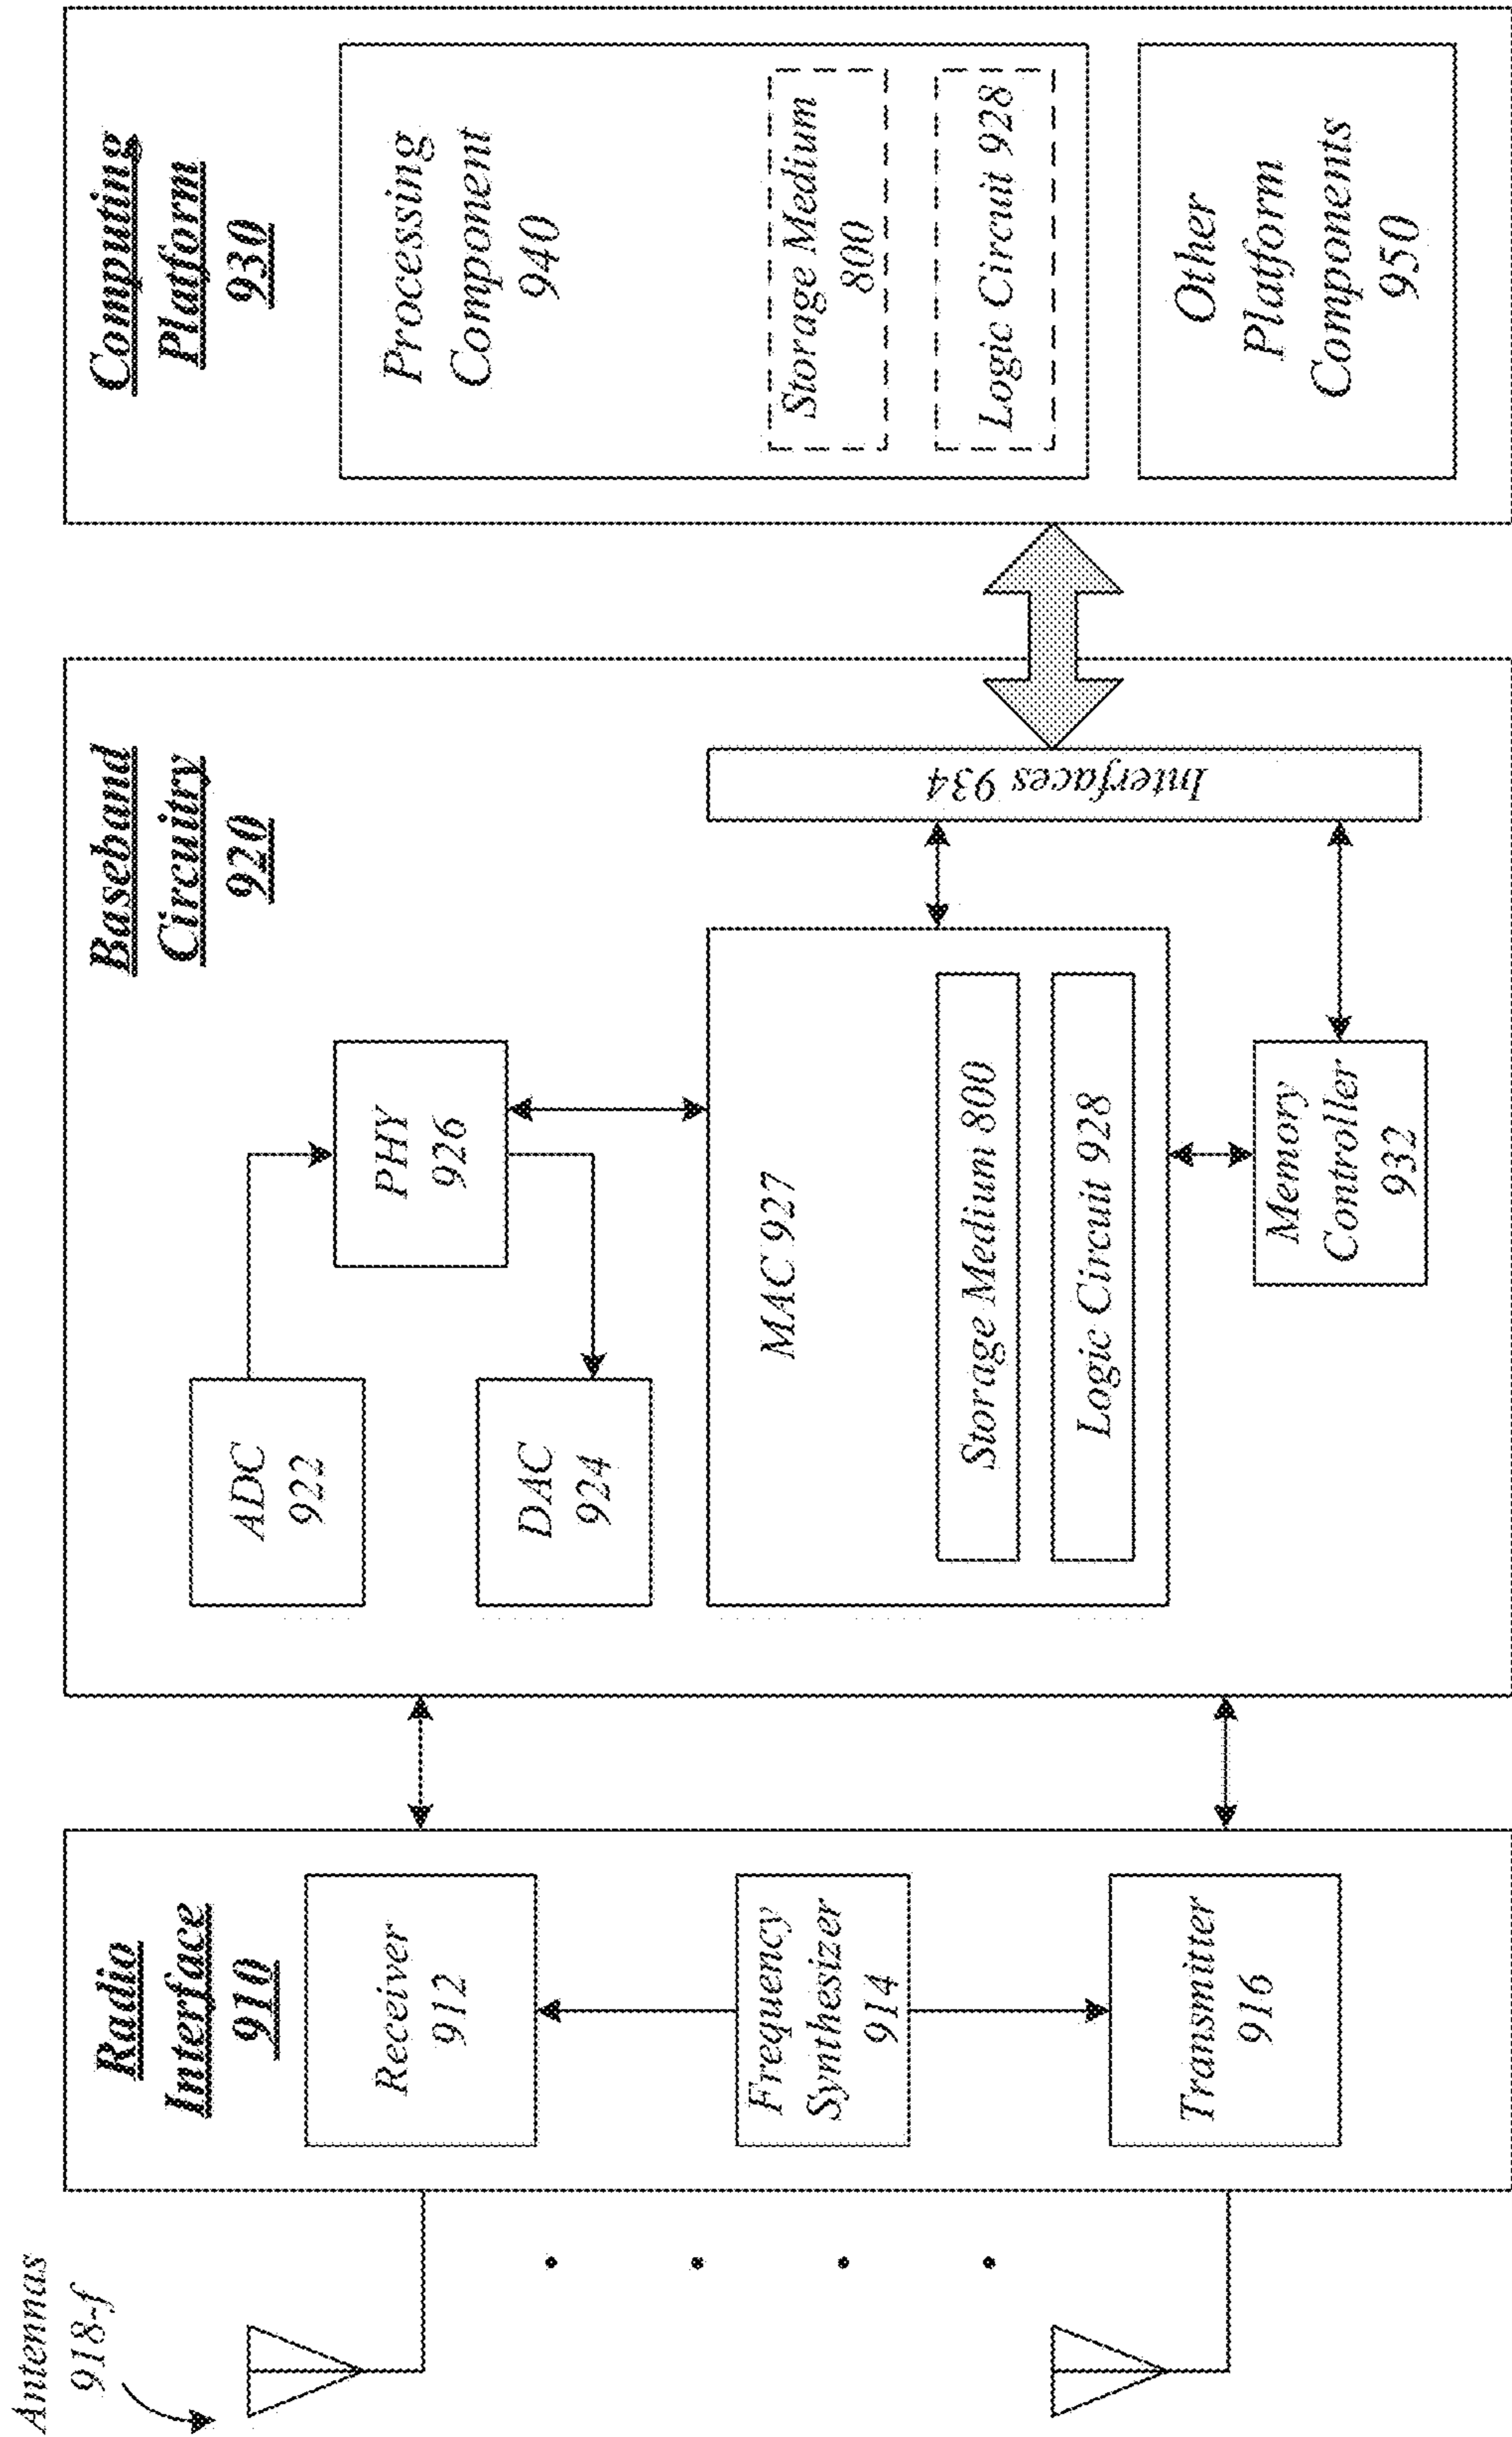 Antennas
918-f
Radio
Interface
910
Receiver
912
Frequency
Synthesizer
914
Transmitter
916
Baseband
Circuitry
920
ADC
922
DAC
924
PHY
926
MAC 927
Storage Medium 800
Logic Circuit 928
Memory
Controller
932
Interfaces 934
Computing
Platform
930
Processing
Component
940
Storage Medium
800
Logic Circuit 928
Other
Platform
Components
950